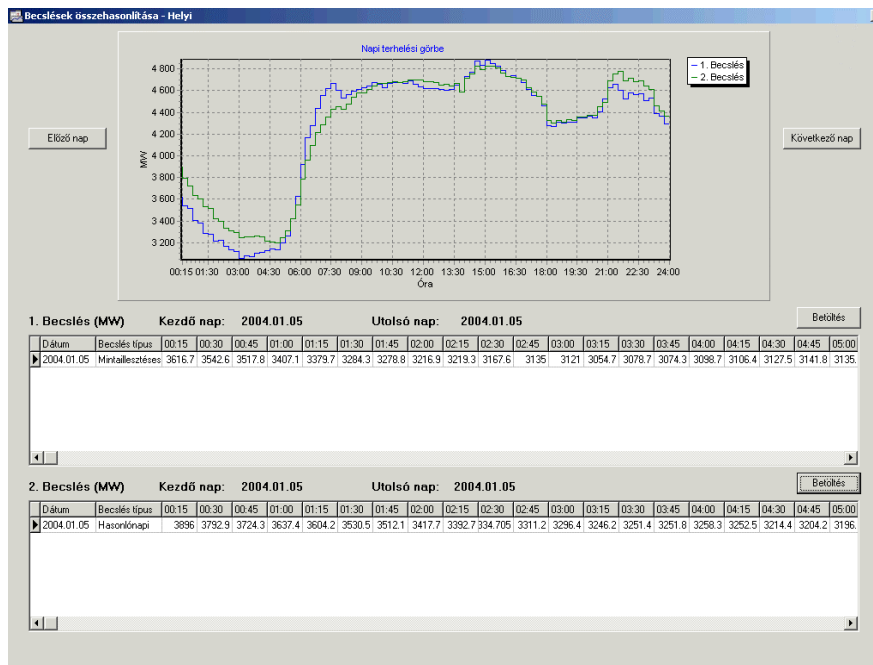 Becslések összehasonlítása - Helyi
Napi terhelési görbe
4 800
4 600
4 400
4 200
4 000
3 800
3 600
3 400
3 200
MW
1. Becslés
2. Becslés
Előző nap
Következő nap
00:15 01:30 03:00 04:30 06:00 07:30 09:00 10:30 12:00 13:30 15:00 16:30 18:00 19:30 21:00 22:30 24:00
Óra
1. Becslés (MW) Kezdő nap: 2004.01.05 Utolsó nap: 2004.01.05
Betöltés
Dátum Becslés típus 00:15 00:30 00:45 01:00 01:15 01:30 01:45 02:00 02:15 02:30 02:45 03:00 03:15 03:30 03:45 04:00 04:15 04:30 04:45 05:00
2004.01.05 Mintaillesztéses 3616.7 3542.6 3517.8 3407.1 3379.7 3284.3 3278.8 3216.9 3219.3 3167.6 3135 3121 3054.7 3078.7 3074.3 3098.7 3106.4 3127.5 3141.8 3135.
2. Becslés (MW) Kezdő nap: 2004.01.05 Utolsó nap: 2004.01.05
Betöltés
Dátum Becslés típus 00:15 00:30 00:45 01:00 01:15 01:30 01:45 02:00 02:15 02:30 02:45 03:00 03:15 03:30 03:45 04:00 04:15 04:30 04:45 05:00
2004.01.05 Hasonlónapi 3896 3792.9 3724.3 3637.4 3604.2 3530.5 3512.1 3417.7 3392.7 334.705 3311.2 3296.4 3246.2 3251.4 3251.8 3258.3 3252.5 3214.4 3204.2 3196.